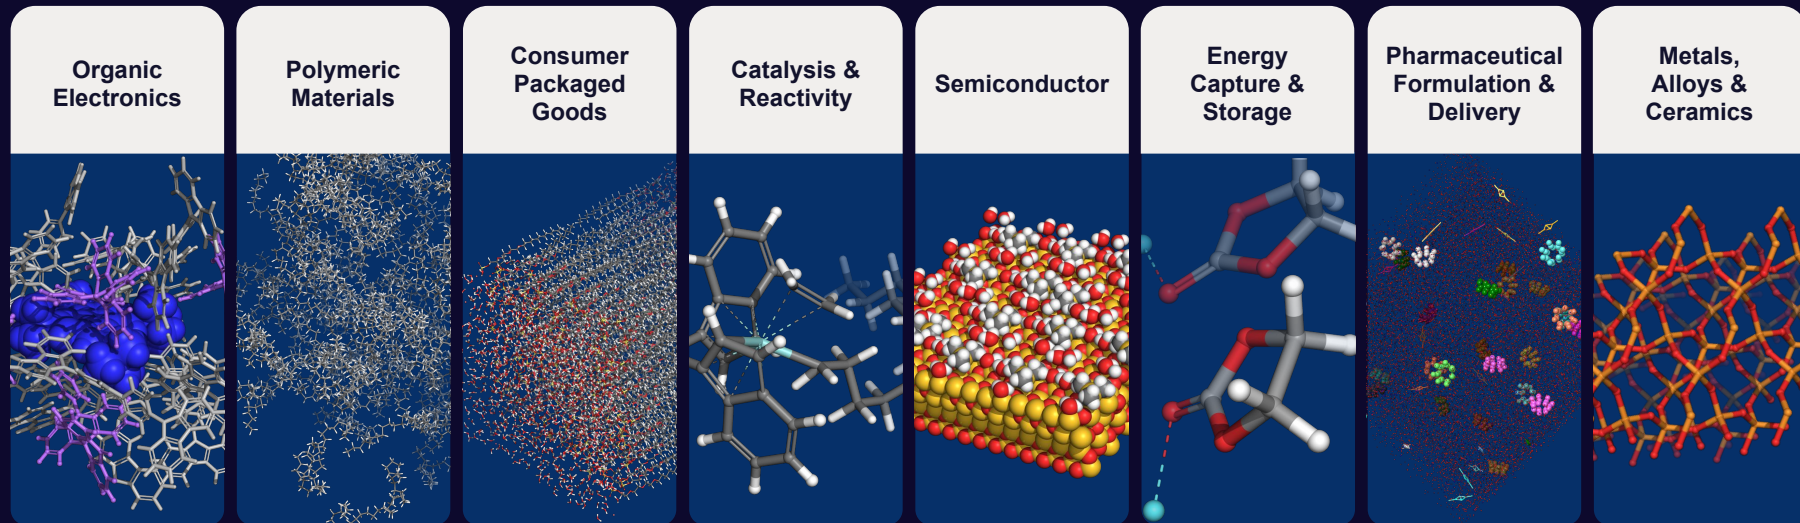 Organic
Electronics
Polymeric
Materials
Consumer
Packaged
Goods
Catalysis &
Reactivity
Semiconductor
Energy
Capture &
Storage
Pharmaceutical
Formulation &
Delivery
Metals,
Alloys &
Ceramics